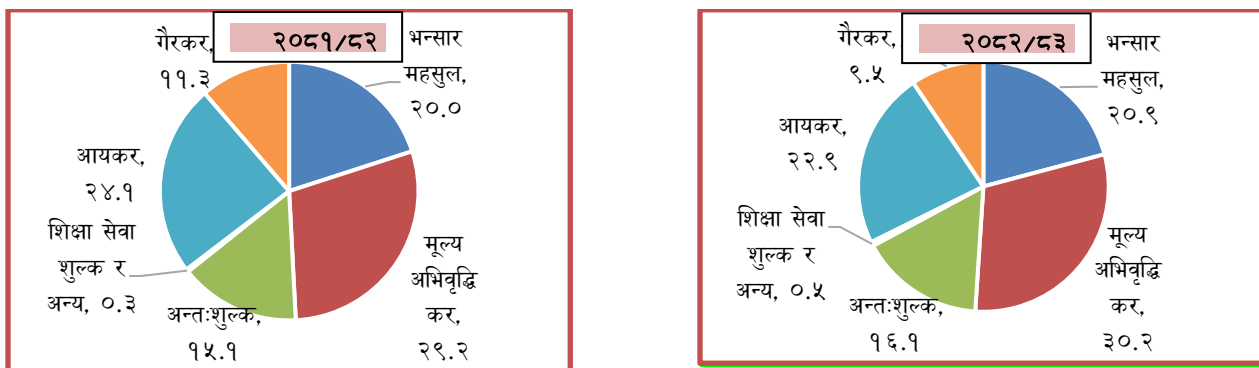 २०८१/८२
भन्सार
महसुल,
२०.०
मूल्य
अभिवृद्धि
कर,
२९.२
अन्तःशुल्क,
१५.१
शिक्षा सेवा
शुल्क र
अन्य, ०.३
आयकर,
२४.१
गैरकर,
११.३
२०८२/८३
भन्सार
महसुल,
२०.९
मूल्य
अभिवृद्धि
कर,
३०.२
अन्तःशुल्क,
१६.१
शिक्षा सेवा
शुल्क र
अन्य, ०.५
आयकर,
२२.९
गैरकर,
९.५